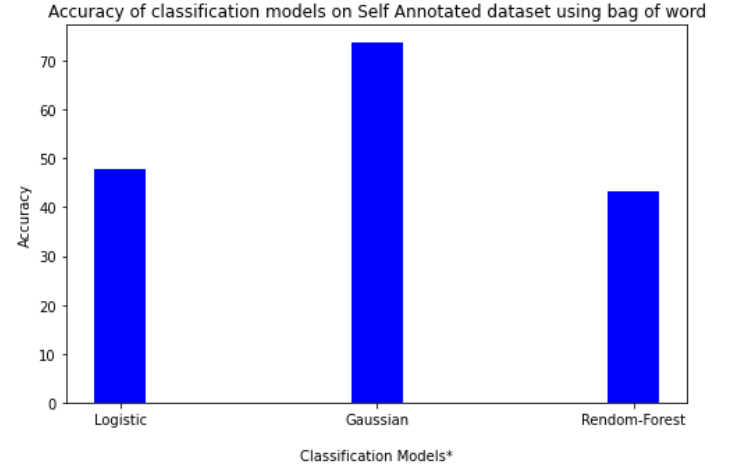 Accuracy of classification models on Self Annotated dataset using bag of word
70
60
50
40
30
20
10
0
Accuracy
Logistic Gaussian Rendom-Forest
Classification Models*